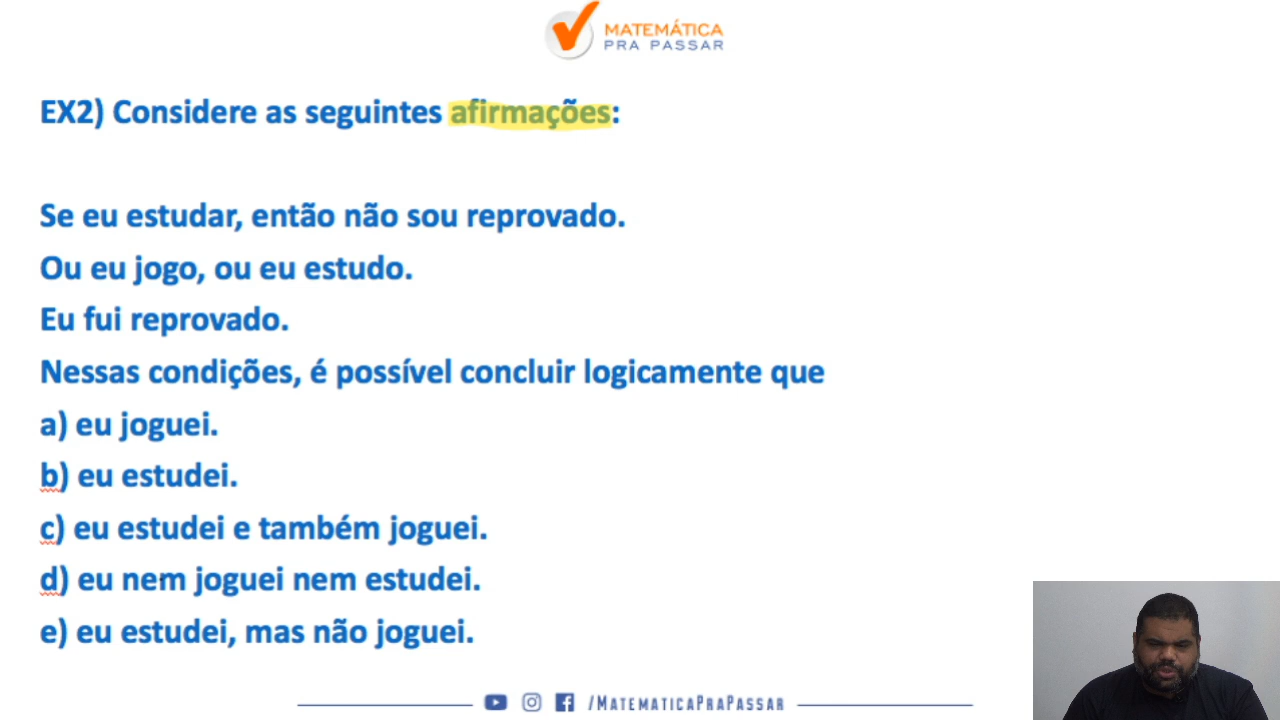 MATEMÁTICA
PRA PASSAR
EX2) Considere as seguintes afirmações:
Se eu estudar, então não sou reprovado.
Ou eu jogo, ou eu estudo.
Eu fui reprovado.
Nessas condições, é possível concluir logicamente que
a) eu joguei.
b) eu estudei.
c) eu estudei e também joguei.
d) eu nem joguei nem estudei.
e) eu estudei, mas não joguei.
/MATEMATICAPRAPASSAR